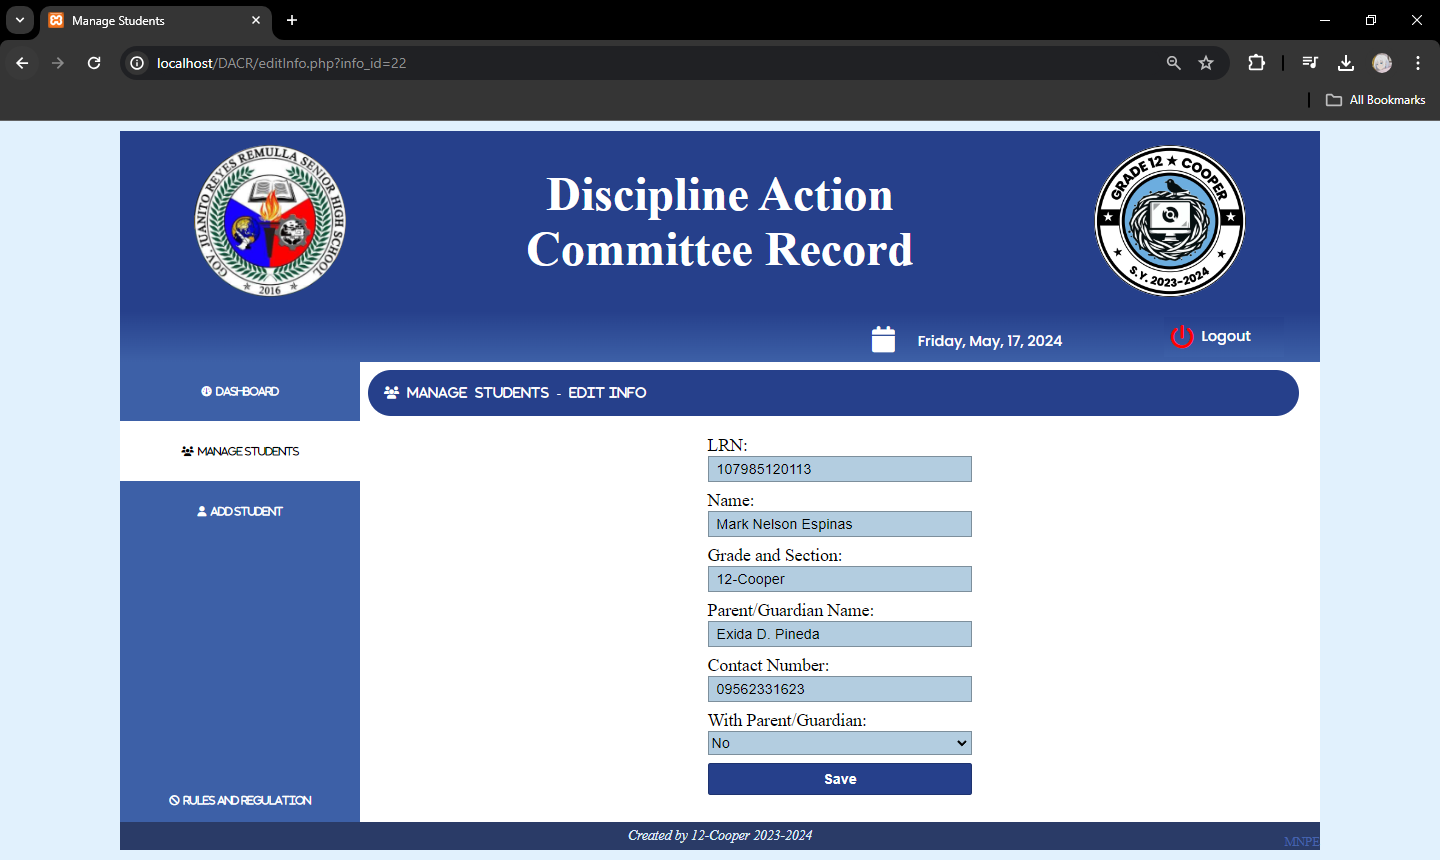 Manage Students
localhost/DACR/editInfo.php?info_id=22
All Bookmarks
GOV. JUANITO REYES REMULLA SENIOR HIGH SCHOOL
2016
Discipline Action
Committee Record
GRADE 12 ★ COOPER
S.Y. 2023-2024
Friday, May, 17, 2024
Logout
DASHBOARD
MANAGE STUDENTS
ADD STUDENT
RULES AND REGULATION
MANAGE STUDENTS - EDIT INFO
LRN:
107985120113
Name:
Mark Nelson Espinas
Grade and Section:
12-Cooper
Parent/Guardian Name:
Exida D. Pineda
Contact Number:
09562331623
With Parent/Guardian:
No
Save
Created by 12-Cooper 2023-2024
MNPE